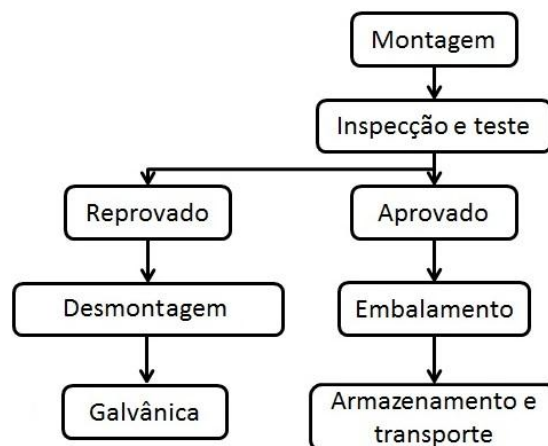 Montagem
Inspecção e teste
Reprovado
Aprovado
Desmontagem
Embalamento
Galvânica
Armazenamento e
transporte